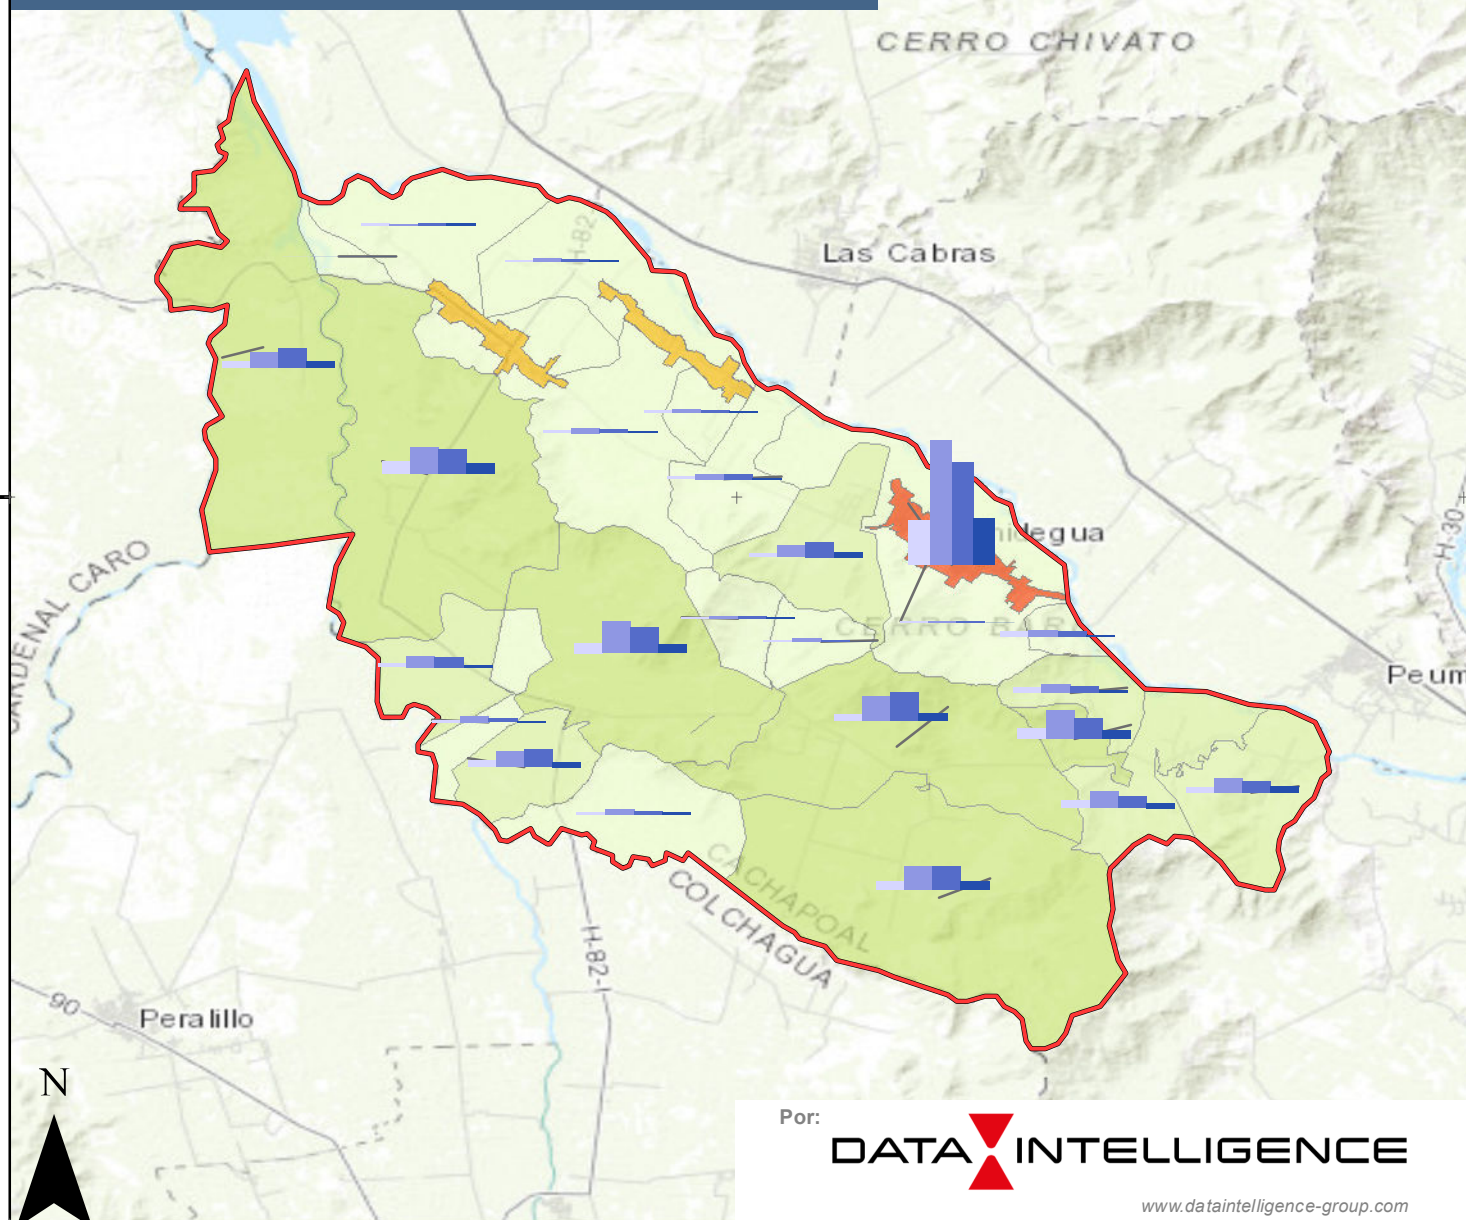 CERRO CHIVATO
H-82
Las Cabras
H-30
CERRO BAR
Peum
CARDENAL CARO
CACHAPOAL
COLCHAGUA
H-82-I
90
Peralillo
N
Por:
DATA INTELLIGENCE
www.dataintelligence-group.com